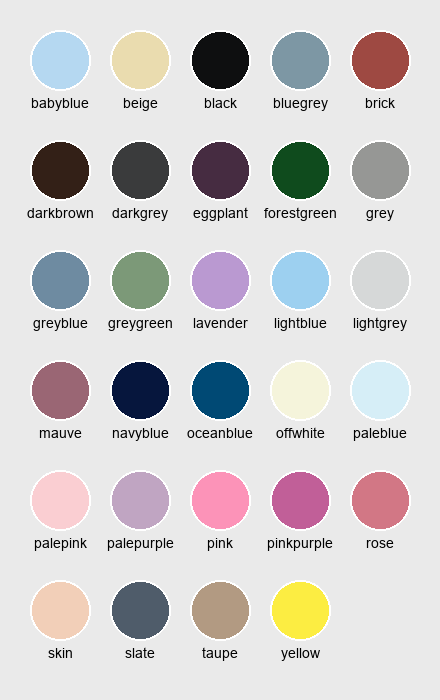 babyblue beige black bluegrey brick
darkbrown darkgrey eggplant forestgreen grey
greyblue greygreen lavender lightblue lightgrey
mauve navyblue oceanblue offwhite paleblue
palepink palepurple pink pinkpurple rose
skin slate taupe yellow